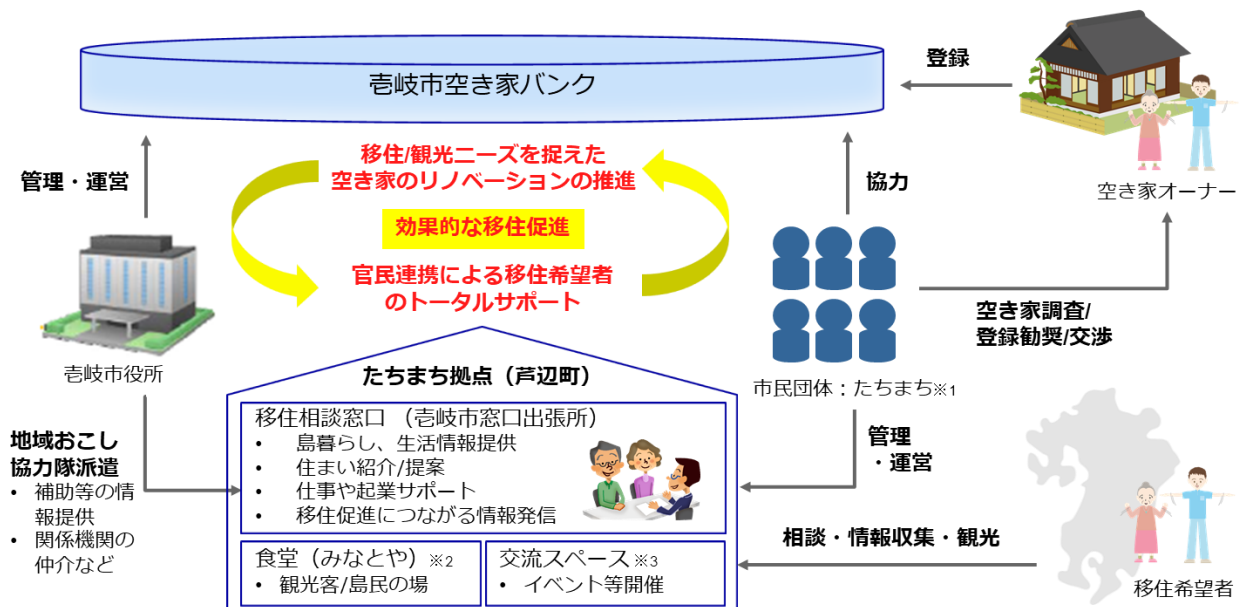 壱岐市空き家バンク
登録
空き家オーナー
管理・運営
移住/観光ニーズを捉えた
空き家のリノベーションの推進
効果的な移住促進
官民連携による移住希望者
のトータルサポート
協力
空き家調査/
登録勧奨/交渉
壱岐市役所
市民団体：たちまち※1
地域おこし
協力隊派遣
• 補助等の情
報提供
• 関係機関の
仲介など
たちまち拠点（芦辺町）
移住相談窓口 （壱岐市窓口出張所）
• 島暮らし、生活情報提供
• 住まい紹介/提案
• 仕事や起業サポート
• 移住促進につながる情報発信
食堂（みなとや）※2
• 観光客/島民の場
交流スペース※3
• イベント等開催
管理
・運営
相談・情報収集・観光
移住希望者